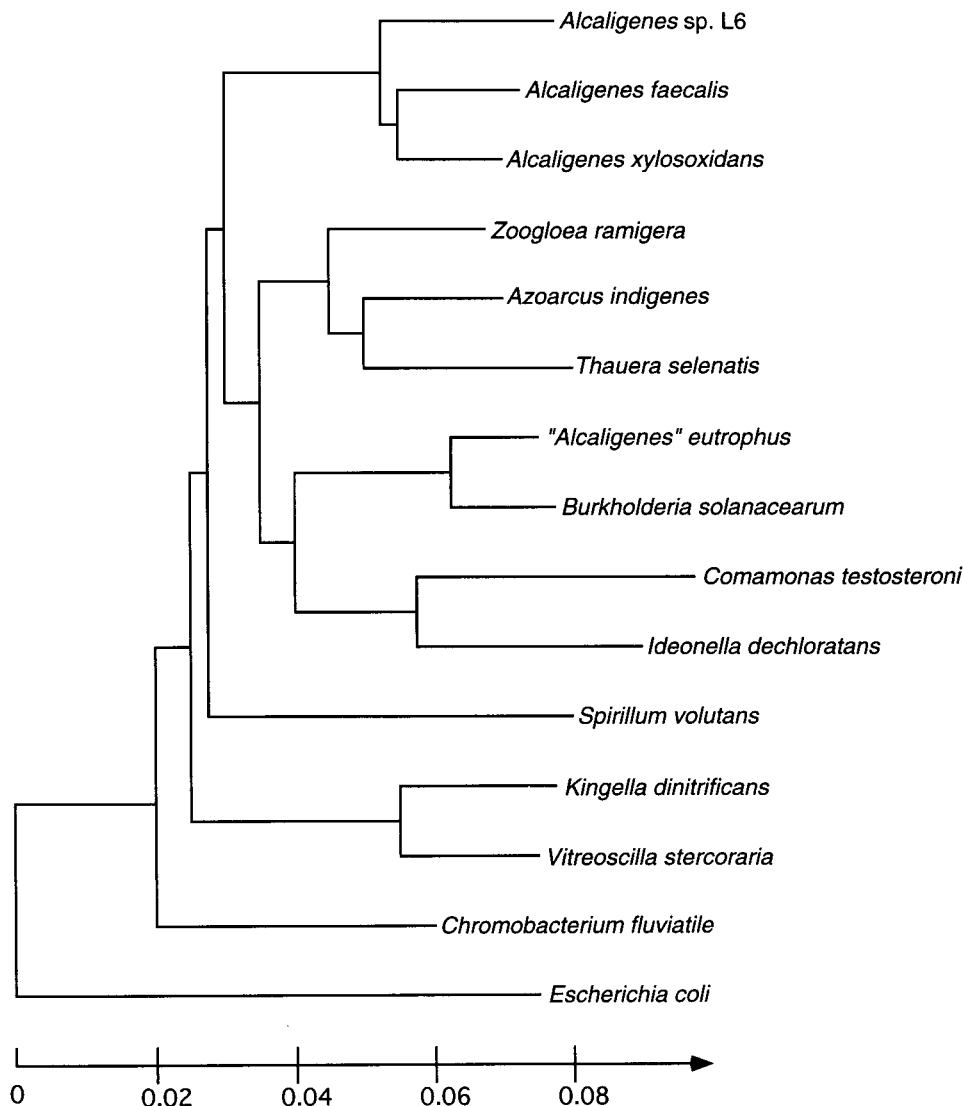 Alcaligenes sp. L6
Alcaligenes faecalis
Alcaligenes xylosoxidans
Zoogloea ramigera
Azoarcus indigenes
Thauera selenatis
"Alcaligenes" eutrophus
Burkholderia solanacearum
Comamonas testosteroni
Ideonella dechloratans
Spirillum volutans
Kingella dinitrificans
Vitreoscilla stercoraria
Chromobacterium fluviatile
Escherichia coli
0 0.02 0.04 0.06 0.08